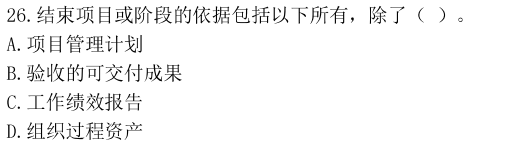 26.结束项目或阶段的依据包括以下所有，除了（ ）。
A.项目管理计划
B.验收的可交付成果
C.工作绩效报告
D.组织过程资产